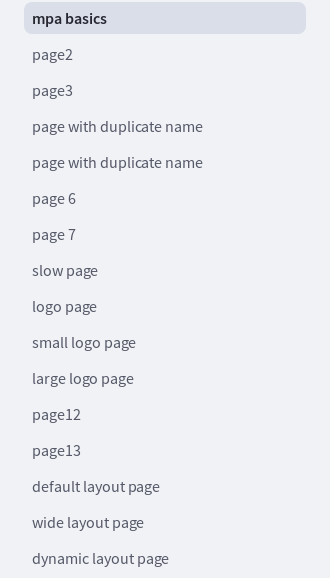 mpa basics
page2
page3
page with duplicate name
page with duplicate name
page 6
page 7
slow page
logo page
small logo page
large logo page
page12
page13
default layout page
wide layout page
dynamic layout page